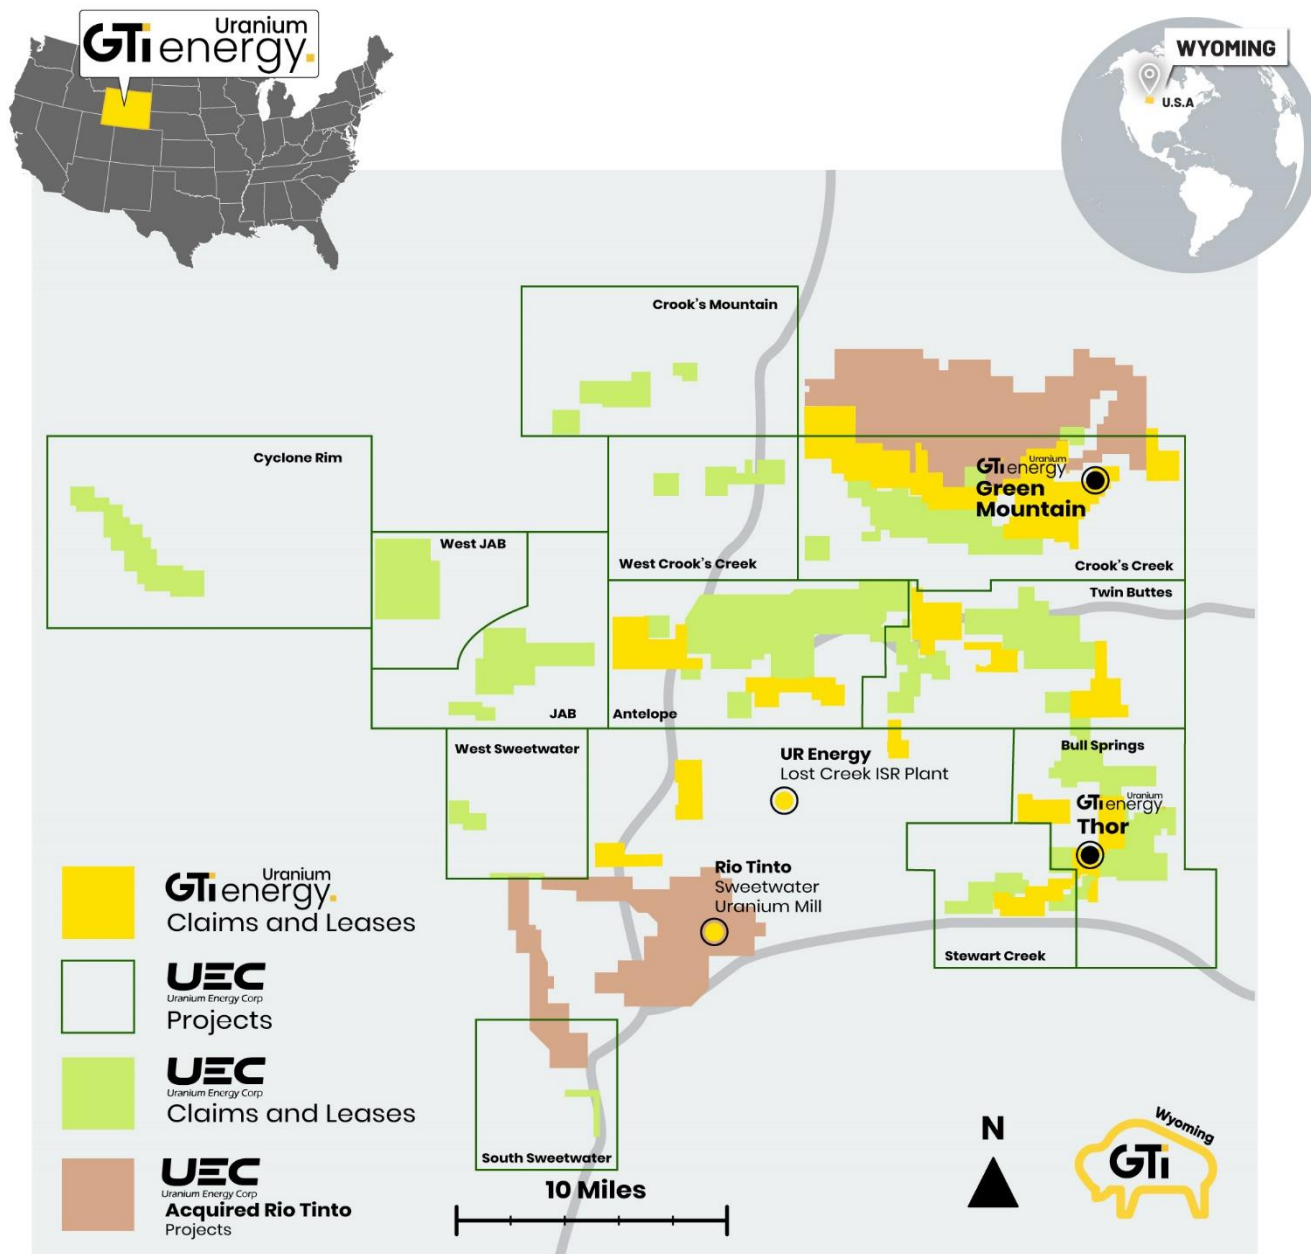 Uranium
GTi energy.
WYOMING
U.S.A
Crook's Mountain
Cyclone Rim
Uranium
GTi energy
Green
Mountain
West JAB
West Crook's Creek
Crook's Creek
Twin Buttes
JAB
Antelope
West Sweetwater
UR Energy
Lost Creek ISR Plant
Bull Springs
Uranium
GTi energy
Thor
Rio Tinto
Sweetwater
Uranium Mill
Stewart Creek
South Sweetwater
10 Miles
Uranium
GTi energy.
Claims and Leases
UEC
Uranium Energy Corp
Projects
UEC
Uranium Energy Corp
Claims and Leases
UEC
Uranium Energy Corp
Acquired Rio Tinto
Projects
N
Wyoming
GTi